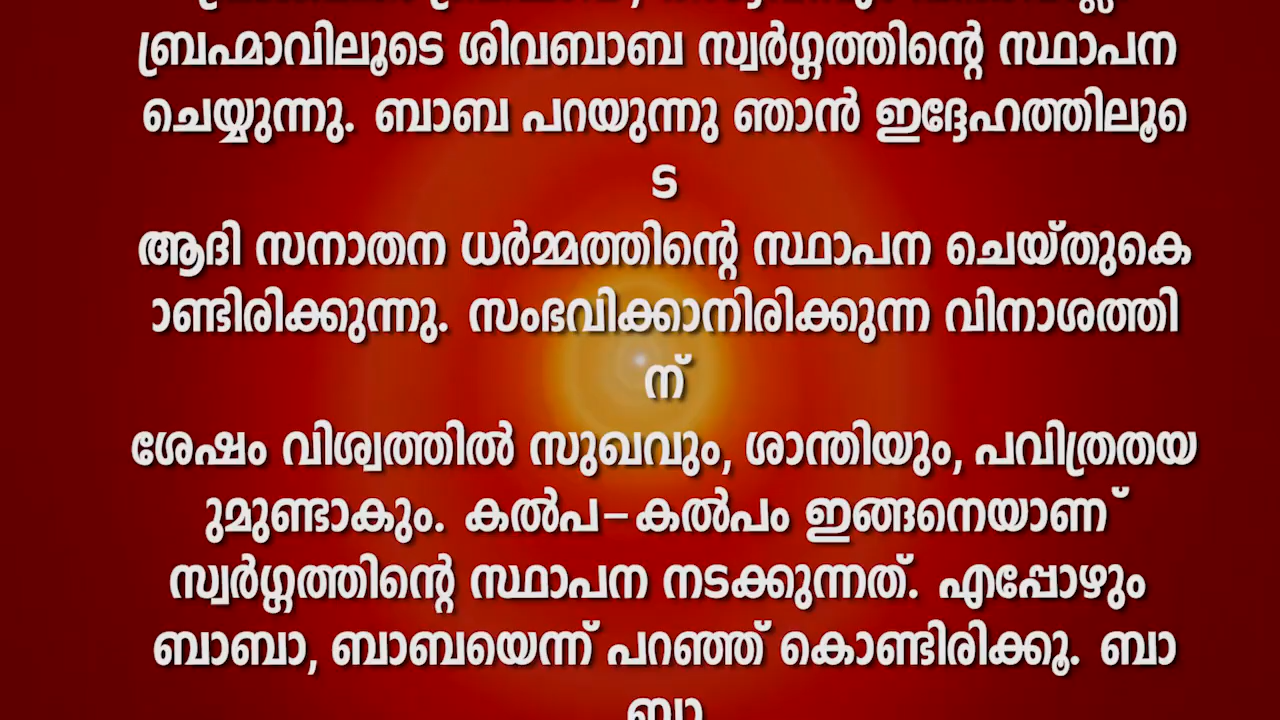 ബ്രഹ്മാവിലൂടെ ശിവബാബ സ്വർഗ്ഗത്തിന്റെ സ്ഥാപന
ചെയ്യുന്നു. ബാബ പറയുന്നു ഞാൻ ഇദ്ദേഹത്തിലൂടെ
ട
ആദി സനാതന ധർമ്മത്തിന്റെ സ്ഥാപന ചെയ്തുകെ
ാണ്ടിരിക്കുന്നു. സംഭവിക്കാനിരിക്കുന്ന വിനാശത്തി
ന്
ശേഷം വിശ്വത്തിൽ സുഖവും, ശാന്തിയും, പവിത്രതയ
ുമുണ്ടാകും. കൽപ-കൽപം ഇങ്ങനെയാണ്
സ്വർഗ്ഗത്തിന്റെ സ്ഥാപന നടക്കുന്നത്. എപ്പോഴും
ബാബാ, ബാബയെന്ന് പറഞ്ഞ് കൊണ്ടിരിക്കൂ. ബാ
ബാ